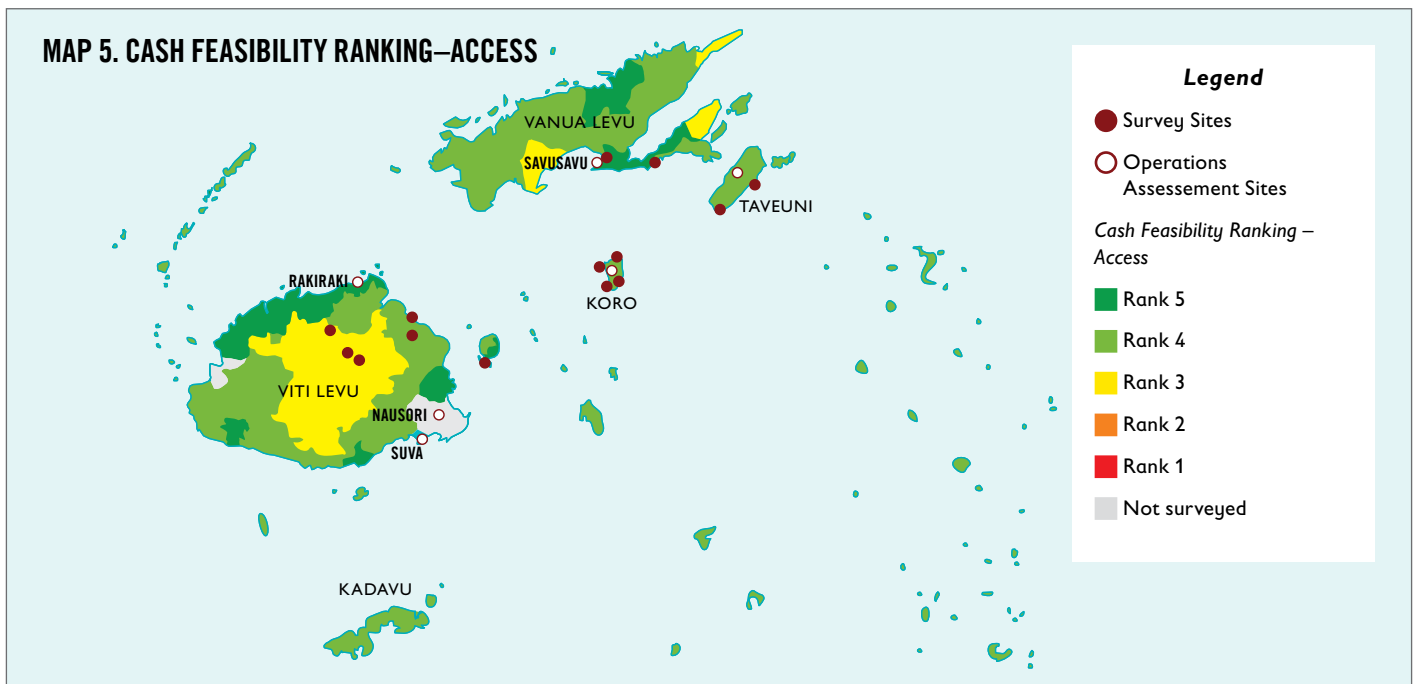 MAP 5. CASH FEASIBILITY RANKING–ACCESS
VANUA LEVU
SAVUSAVU
TAVEUNI
RAKIRAKI
KORO
VITI LEVU
NAUSORI
SUVA
KADAVU
Legend
Survey Sites
Operations
Assessement Sites
Cash Feasibility Ranking –
Access
Rank 5
Rank 4
Rank 3
Rank 2
Rank 1
Not surveyed